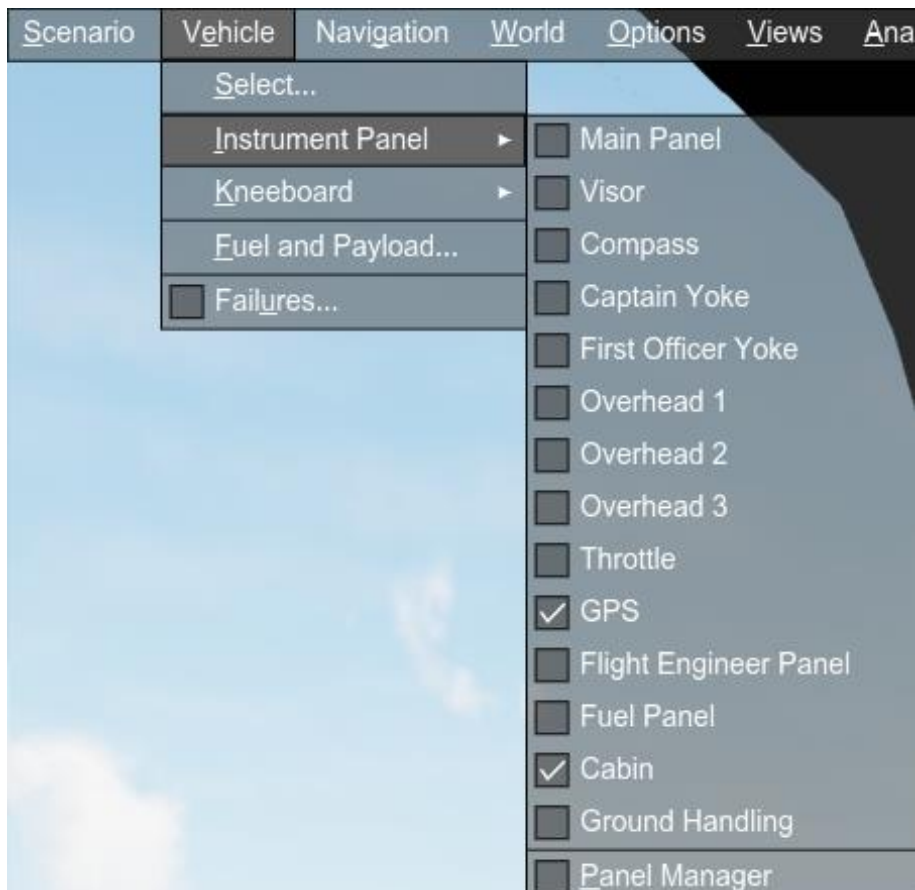 Scenario Vehicle Navigation World Options Views Ana
Select...
Instrument Panel
Kneeboard
Fuel and Payload...
Failures...
Main Panel
Visor
Compass
Captain Yoke
First Officer Yoke
Overhead 1
Overhead 2
Overhead 3
Throttle
GPS
Flight Engineer Panel
Fuel Panel
Cabin
Ground Handling
Panel Manager